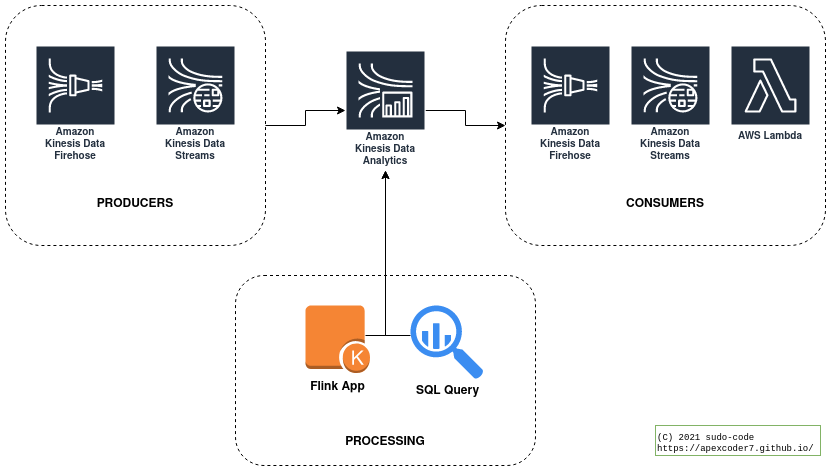 Amazon
Kinesis Data
Firehose
Amazon
Kinesis Data
Streams
PRODUCERS
Amazon
Kinesis Data
Analytics
Amazon
Kinesis Data
Firehose
Amazon
Kinesis Data
Streams
AWS Lambda
CONSUMERS
K
Flink App
SQL Query
PROCESSING
(C) 2021 sudo-code
https://apexcoder7.github.io/